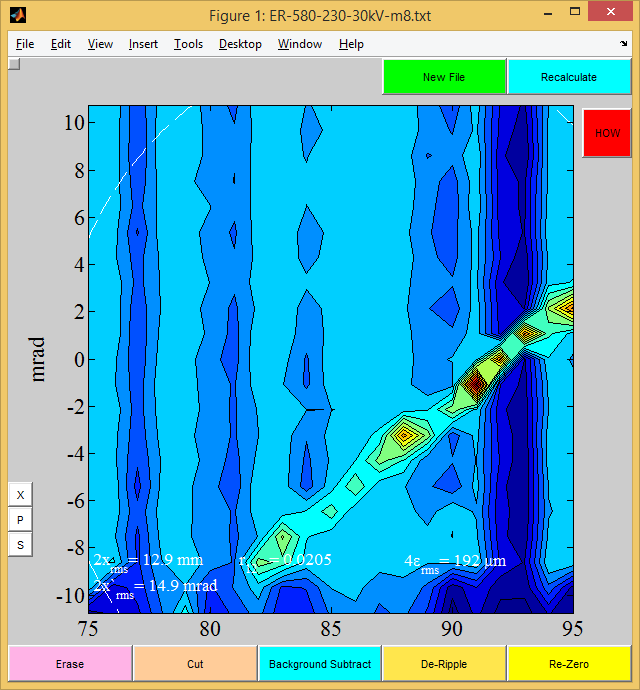 Figure 1: ER-580-230-30kV-m8.txt
File Edit View Insert Tools Desktop Window Help
New File Recalculate
HOW
10
8
6
4
2
0
-2
-4
-6
-8
-10
mrad
X
P
S
2x rms = 12.9 mm = 0.0205 4ε rms = 192 µm
2x rms = 14.9 mrad
75 80 85 90 95
Erase Cut Background Subtract De-Ripple Re-Zero